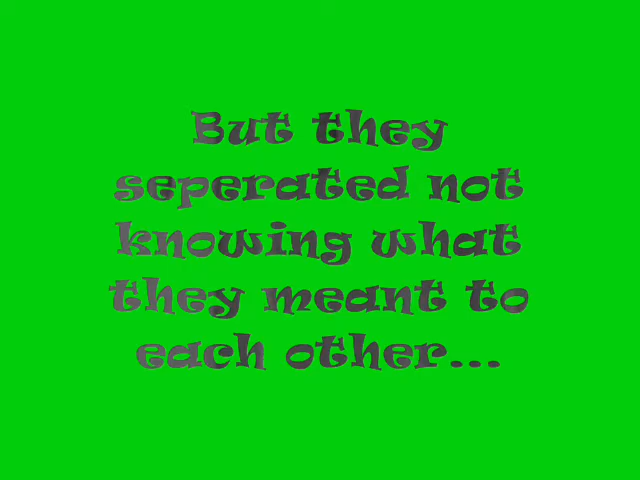 But they
seperated not
knowing what
they meant to
each other...